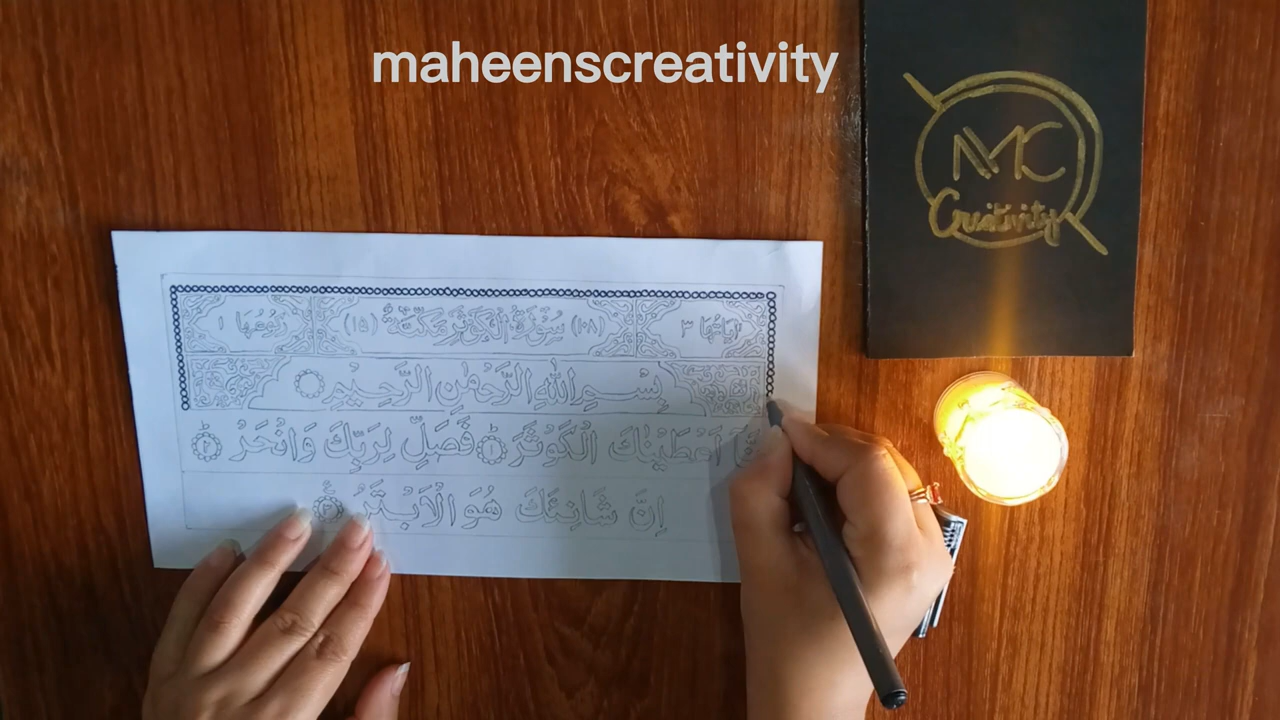 maheenscreativity
MC
Creativity
اٰيَاتُهَا ٣ (١٠٨) سُوْرَةُ الْكَوْثَرِ مَكِّيَّةٌ (١٥) رُكُوْعُهَا ١
بِسْمِ اللّٰهِ الرَّحْمٰنِ الرَّحِيْمِ
اَعْطَيْنٰكَ الْكَوْثَرَ ١ فَصَلِّ لِرَبِّكَ وَانْحَرْ ٢
اِنَّ شَانِئَكَ هُوَ الْاَبْتَرُ ٣